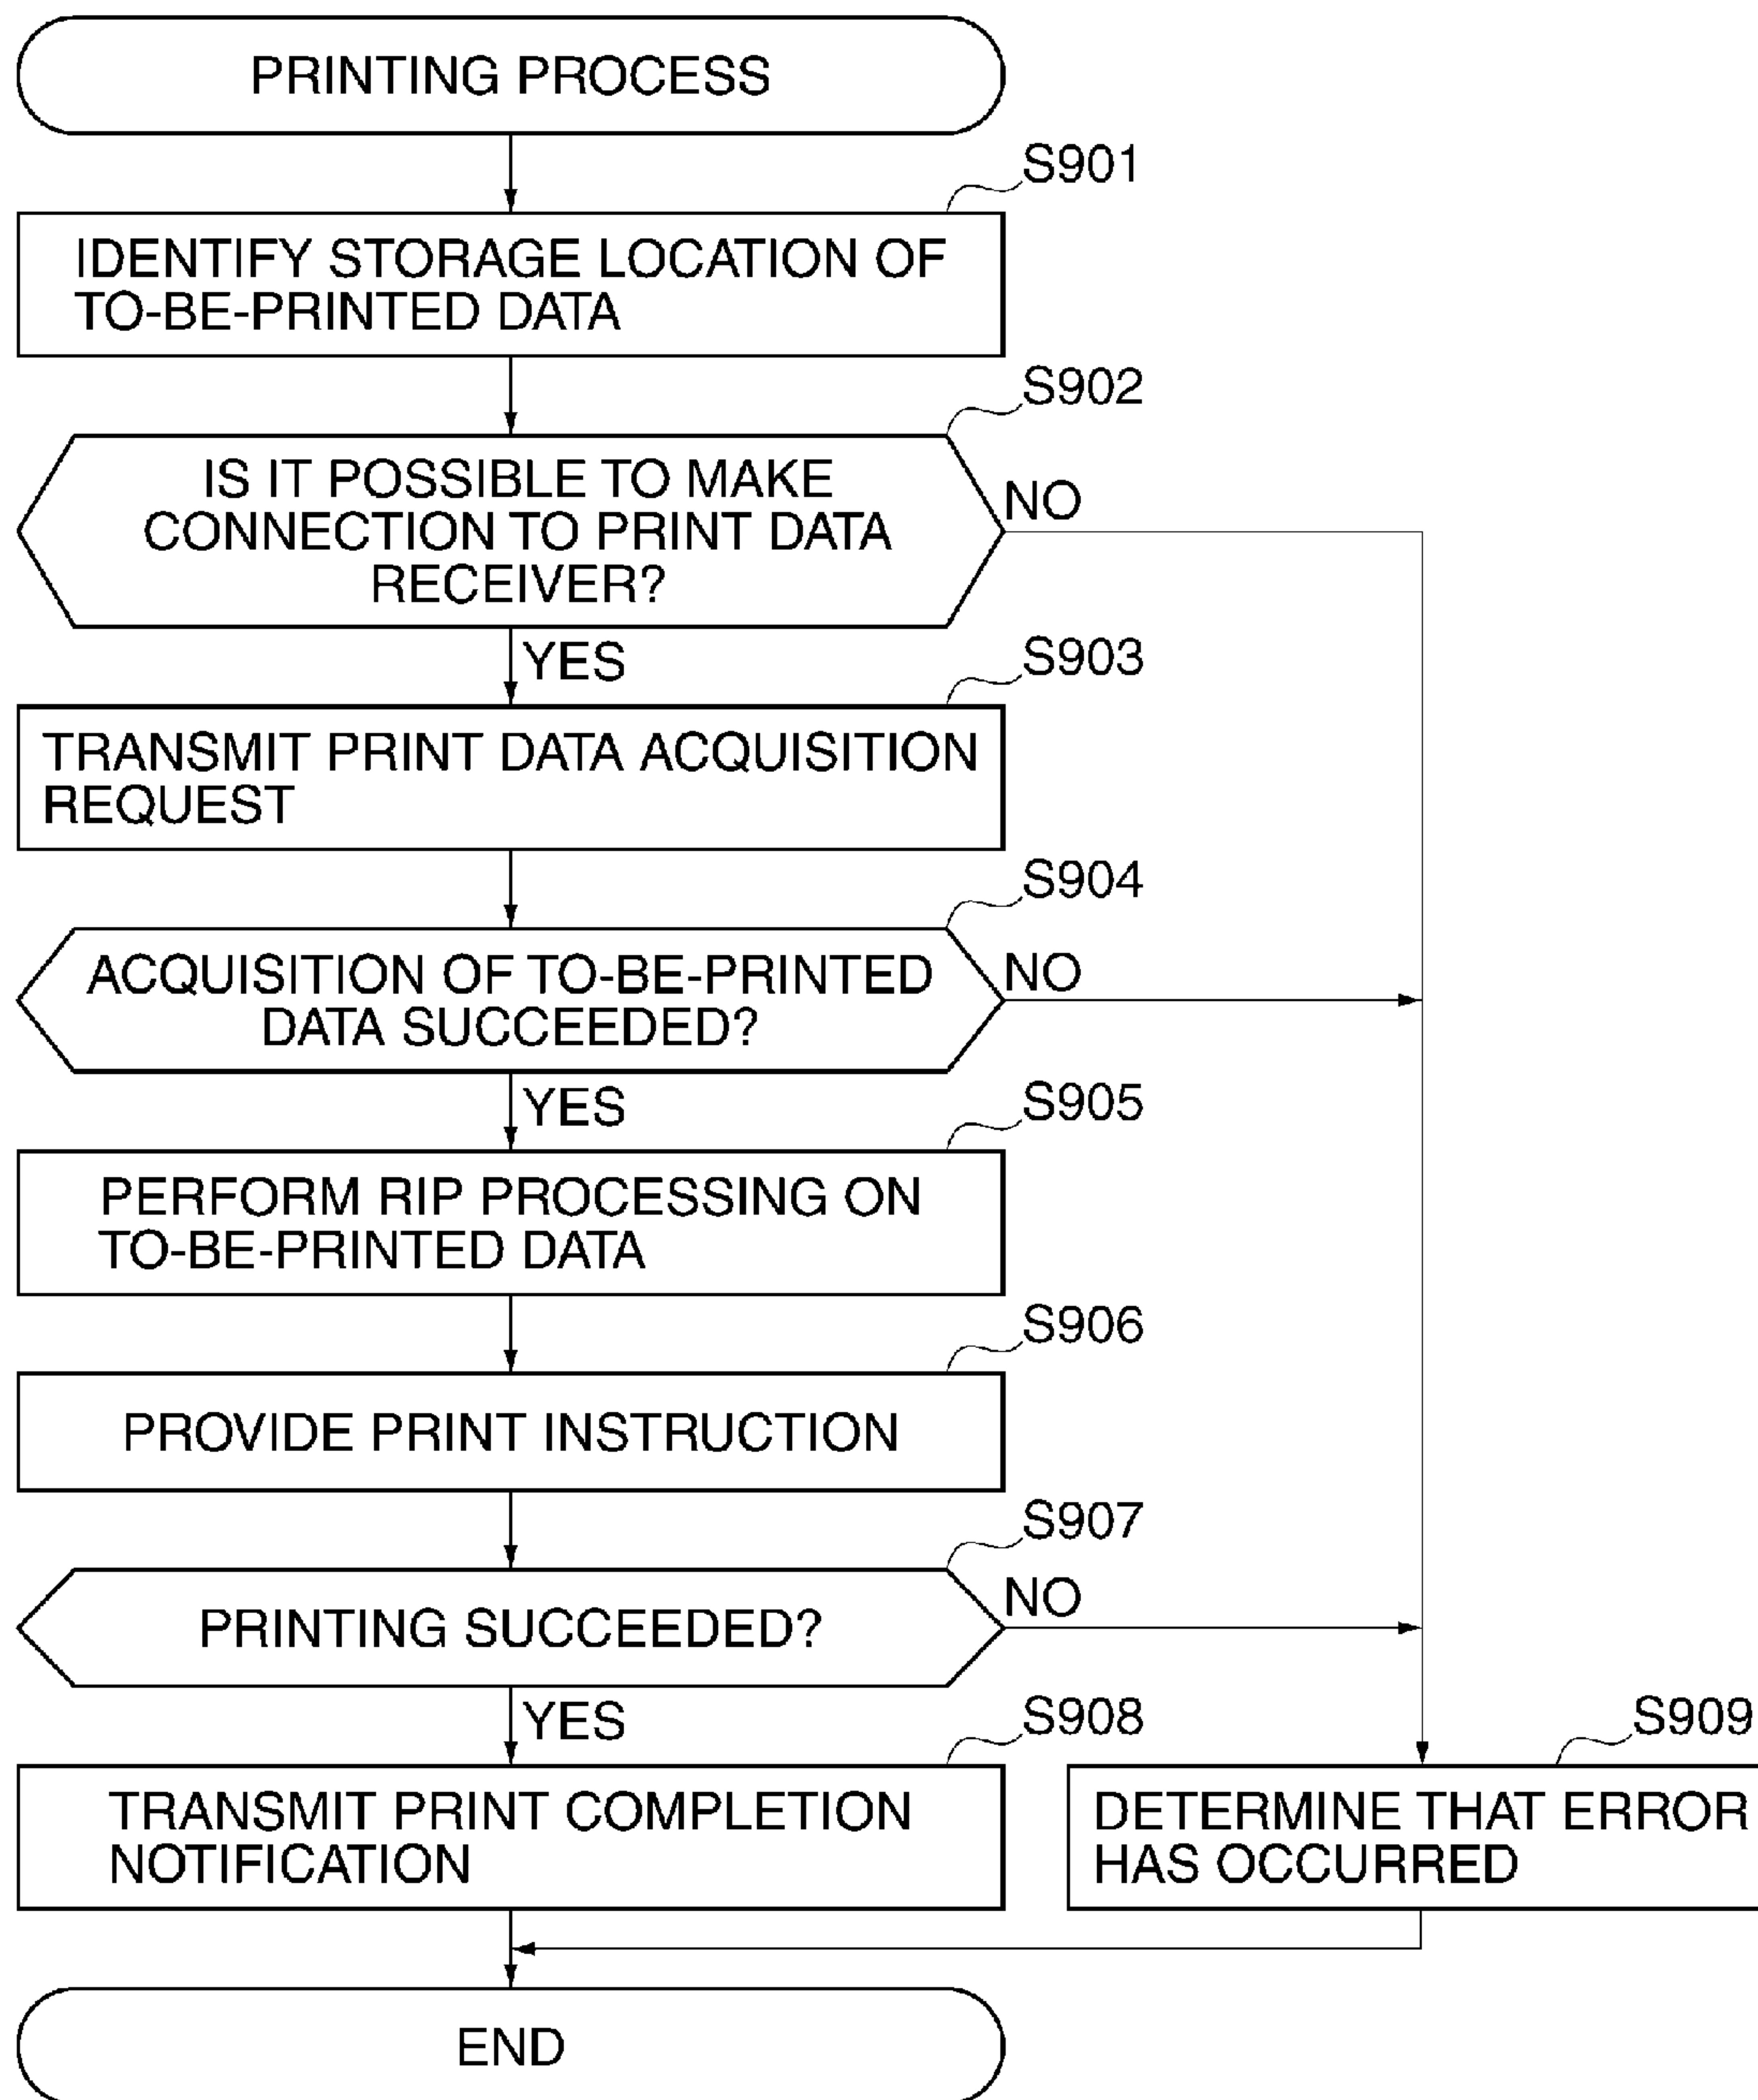 PRINTING PROCESS
S901
IDENTIFY STORAGE LOCATION OF
TO-BE-PRINTED DATA
S902
IS IT POSSIBLE TO MAKE
CONNECTION TO PRINT DATA
RECEIVER?
NO
YES
S903
TRANSMIT PRINT DATA ACQUISITION
REQUEST
S904
ACQUISITION OF TO-BE-PRINTED
DATA SUCCEEDED?
NO
YES
S905
PERFORM RIP PROCESSING ON
TO-BE-PRINTED DATA
S906
PROVIDE PRINT INSTRUCTION
S907
PRINTING SUCCEEDED?
NO
YES
S908
TRANSMIT PRINT COMPLETION
NOTIFICATION
S909
DETERMINE THAT ERROR
HAS OCCURRED
END